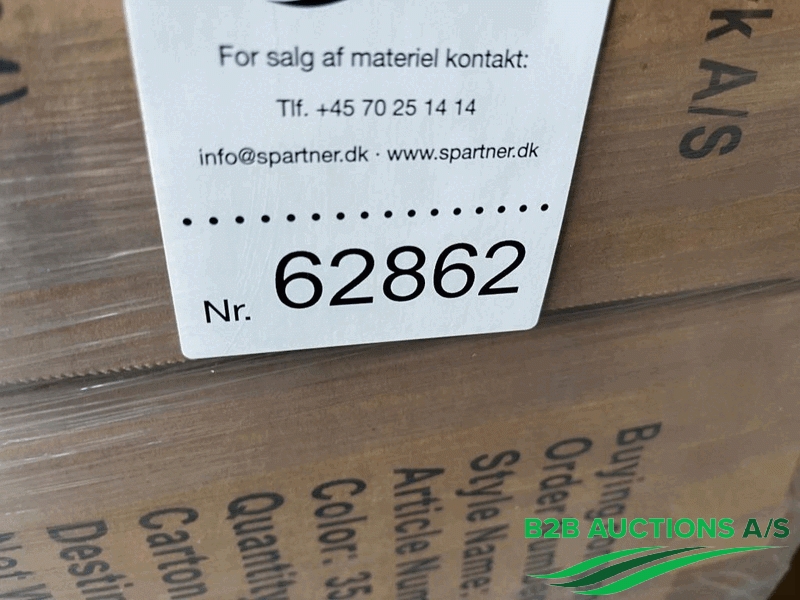 For salg af materiel kontakt:
Tlf. +45 70 25 14 14
info@spartner.dk · www.spartner.dk
Nr. 62862
A/S
Buying
Order
Style Name:
Article
Color: 35
Quantity
Carton
B2B AUCTIONS A/S